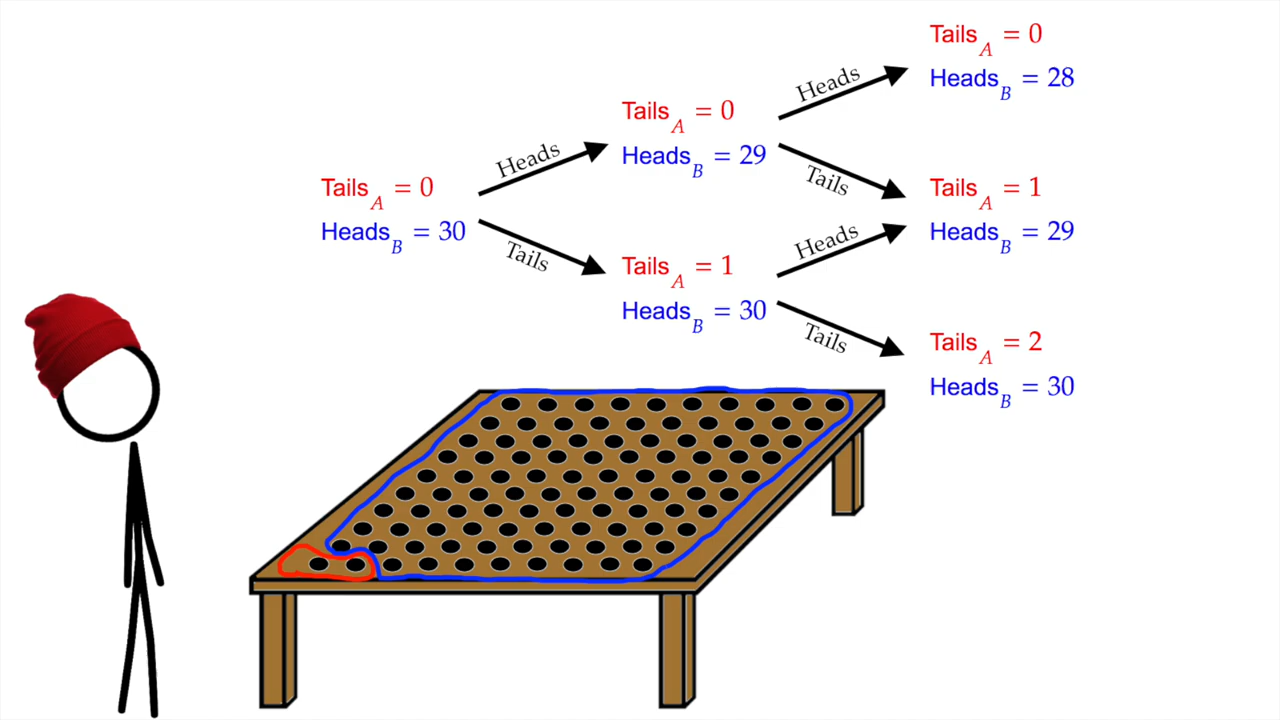 Tails_A = 0
Heads_B = 30
Heads
Tails
Tails_A = 0
Heads_B = 29
Tails_A = 1
Heads_B = 30
Heads
Tails
Heads
Tails
Tails_A = 0
Heads_B = 28
Tails_A = 1
Heads_B = 29
Tails_A = 2
Heads_B = 30